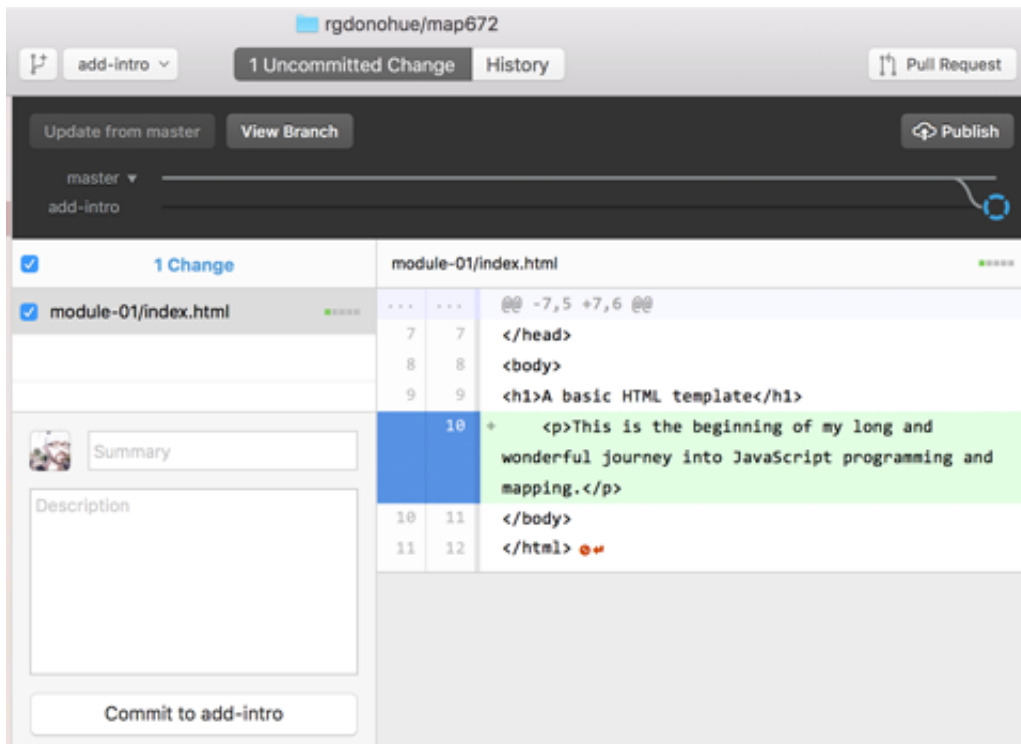 rgdonohue/map672
add-intro
1 Uncommitted Change
History
Pull Request
Update from master
View Branch
Publish
master
add-intro
1 Change
module-01/index.html
module-01/index.html
... ... @@ -7,5 +7,6 @@
7 7 </head>
8 8 <body>
9 9 <h1>A basic HTML template</h1>
10 + <p>This is the beginning of my long and
wonderful journey into JavaScript programming and
mapping.</p>
10 11 </body>
11 12 </html>
Summary
Description
Commit to add-intro